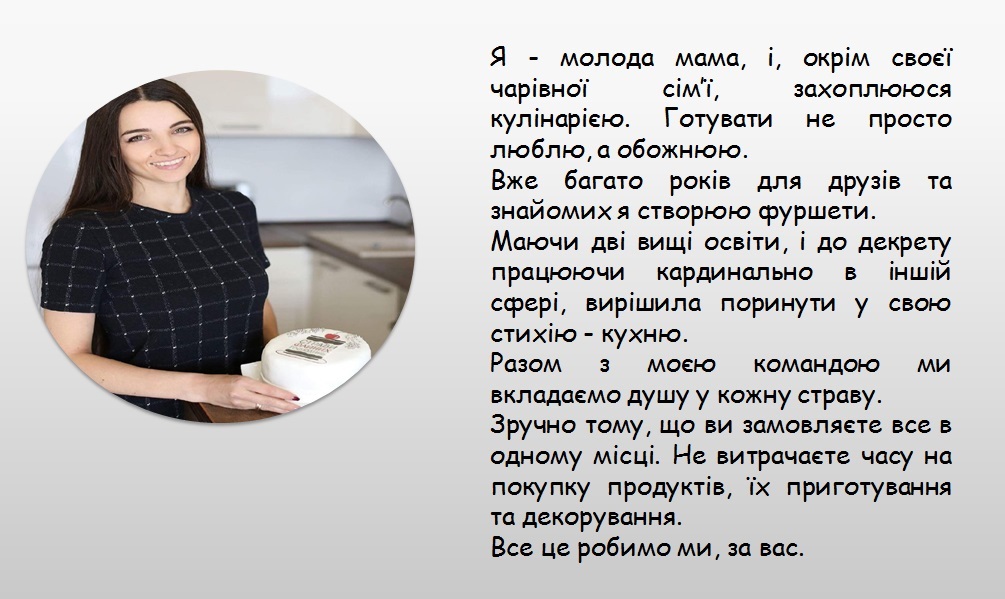 Я - молода мама, і, окрім своєї
чарівної сім'ї, захоплююся
кулінарією. Готувати не просто
люблю, а обожнюю.
Вже багато років для друзів та
знайомих я створюю фуршети.
Маючи дві вищі освіти, і до декрету
працюючи кардинально в іншій
сфері, вирішила поринути у свою
стихію - кухню.
Разом з моєю командою ми
вкладаємо душу у кожну страву.
Зручно тому, що ви замовляєте все в
одному місці. Не витрачаєте часу на
покупку продуктів, їх приготування
та декорування.
Все це робимо ми, за вас.